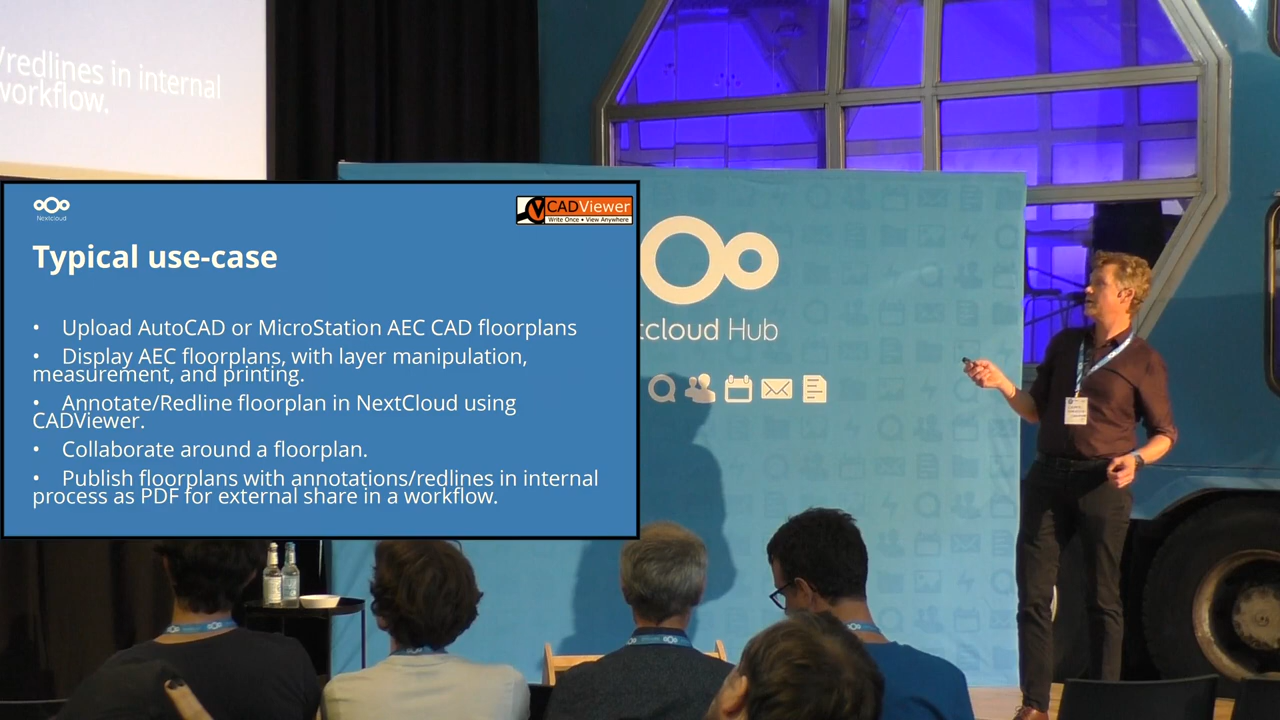 /redlines in internal
workflow.
Nextcloud
CADViewer
Write Once • View Anywhere
Typical use-case
• Upload AutoCAD or MicroStation AEC CAD floorplans
• Display AEC floorplans, with layer manipulation,
measurement, and printing.
• Annotate/Redline floorplan in NextCloud using
CADViewer.
• Collaborate around a floorplan.
• Publish floorplans with annotations/redlines in internal
process as PDF for external share in a workflow.
tcloud Hub